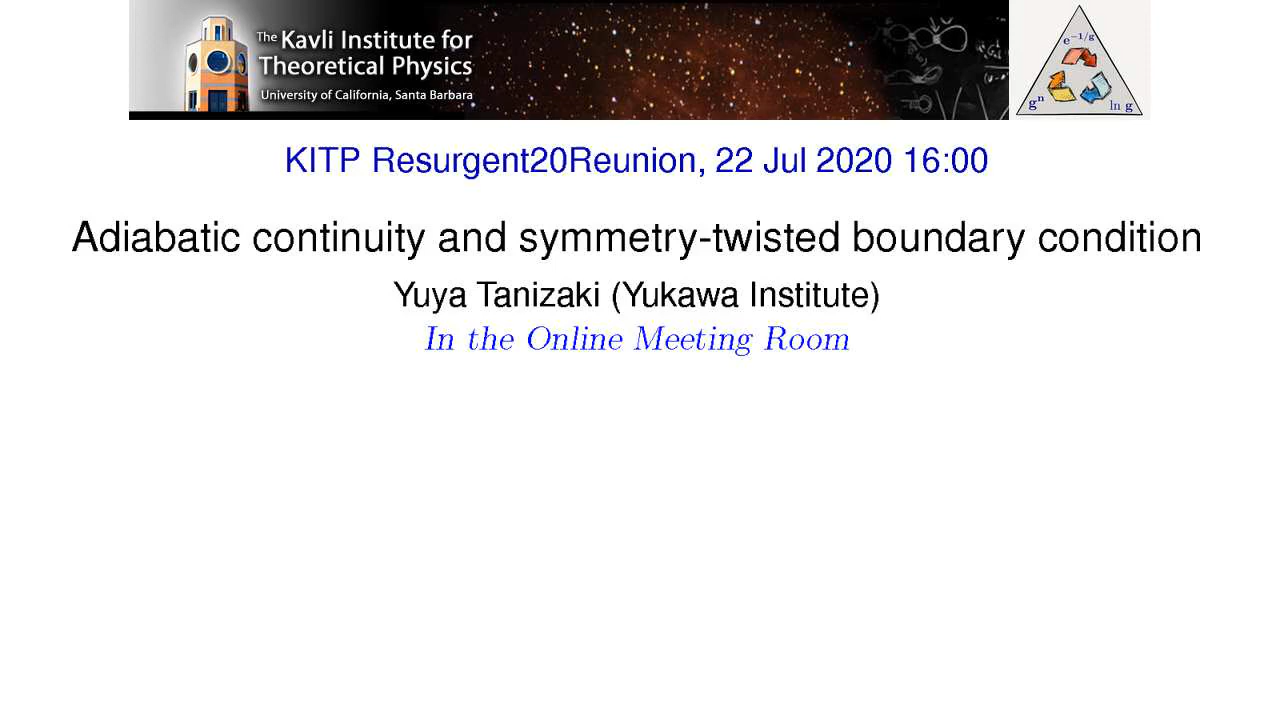 The Kavli Institute for
Theoretical Physics
University of California, Santa Barbara
e^{-1/g}
g^n
ln g
KITP Resurgent20Reunion, 22 Jul 2020 16:00
Adiabatic continuity and symmetry-twisted boundary condition
Yuya Tanizaki (Yukawa Institute)
In the Online Meeting Room